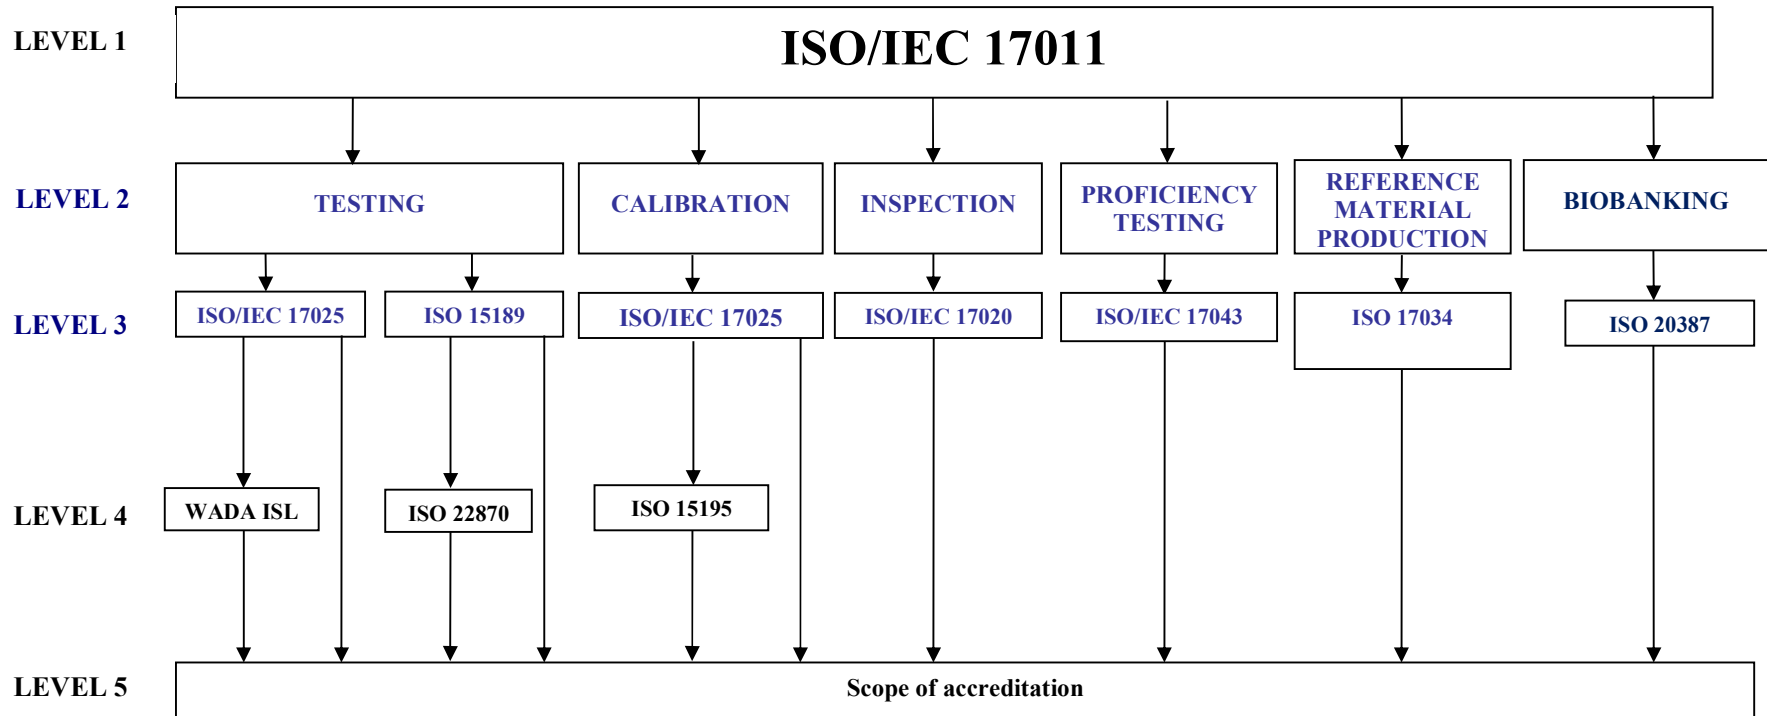 LEVEL 1
ISO/IEC 17011
LEVEL 2
TESTING
CALIBRATION
INSPECTION
PROFICIENCY
TESTING
REFERENCE
MATERIAL
PRODUCTION
BIOBANKING
LEVEL 3
ISO/IEC 17025
ISO 15189
ISO/IEC 17025
ISO/IEC 17020
ISO/IEC 17043
ISO 17034
ISO 20387
LEVEL 4
WADA ISL
ISO 22870
ISO 15195
LEVEL 5
Scope of accreditation